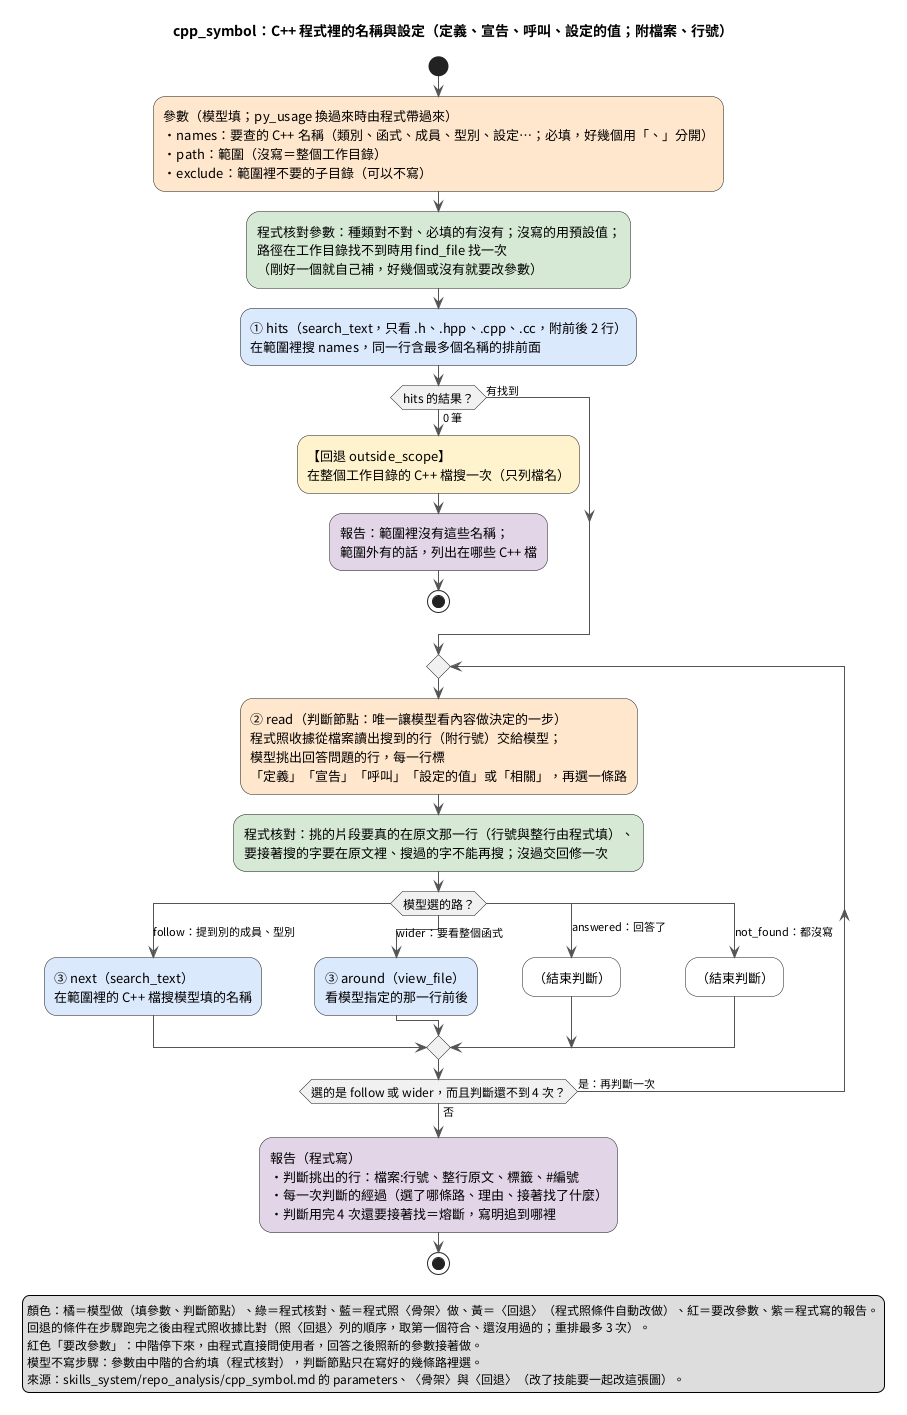 cpp_symbol：C++ 程式裡的名稱與設定（定義、宣告、呼叫、設定的值；附檔案、行號）
參數（模型填；py_usage 換過來時由程式帶過來）
・names：要查的 C++ 名稱（類別、函式、成員、型別、設定…；必填，好幾個用「、」分開）
・path：範圍（沒寫＝整個工作目錄）
・exclude：範圍裡不要的子目錄（可以不寫）
程式核對參數：種類對不對、必填的有沒有；沒寫的用預設值；
路徑在工作目錄找不到時用 find_file 找一次
（剛好一個就自己補，好幾個或沒有就要改參數）
① hits（search_text，只看 .h、.hpp、.cpp、.cc，附前後 2 行）
在範圍裡搜 names，同一行含最多個名稱的排前面
hits 的結果？
有找到
0 筆
【回退 outside_scope】
在整個工作目錄的 C++ 檔搜一次（只列檔名）
報告：範圍裡沒有這些名稱；
範圍外有的話，列出在哪些 C++ 檔
② read（判斷節點：唯一讓模型看內容做決定的一步）
程式照收據從檔案讀出搜到的行（附行號）交給模型；
模型挑出回答問題的行，每一行標
「定義」「宣告」「呼叫」「設定的值」或「相關」，再選一條路
程式核對：挑的片段要真的在原文那一行（行號與整行由程式填）、
要接著搜的字要在原文裡、搜過的字不能再搜；沒過交回修一次
模型選的路？
follow：提到別的成員、型別
wider：要看整個函式
answered：回答了
not_found：都沒寫
③ next（search_text）
在範圍裡的 C++ 檔搜模型填的名稱
③ around（view_file）
看模型指定的那一行前後
（結束判斷）
（結束判斷）
選的是 follow 或 wider，而且判斷還不到 4 次？
是：再判斷一次
否
報告（程式寫）
・判斷挑出的行：檔案:行號、整行原文、標籤、#編號
・每一次判斷的經過（選了哪條路、理由、接著找了什麼）
・判斷用完 4 次還要接著找＝熔斷，寫明追到哪裡
顏色：橘＝模型做（填參數、判斷節點）、綠＝程式核對、藍＝程式照〈骨架〉做、黃＝〈回退〉（程式照條件自動改做）、紅＝要改參數、紫＝程式寫的報告。
回退的條件在步驟跑完之後由程式照收據比對（照〈回退〉列的順序，取第一個符合、還沒用過的；重排最多 3 次）。
紅色「要改參數」：中階停下來，由程式直接問使用者，回答之後照新的參數接著做。
模型不寫步驟：參數由中階的合約填（程式核對），判斷節點只在寫好的幾條路裡選。
來源：skills_system/repo_analysis/cpp_symbol.md 的 parameters、〈骨架〉與〈回退〉（改了技能要一起改這張圖）。